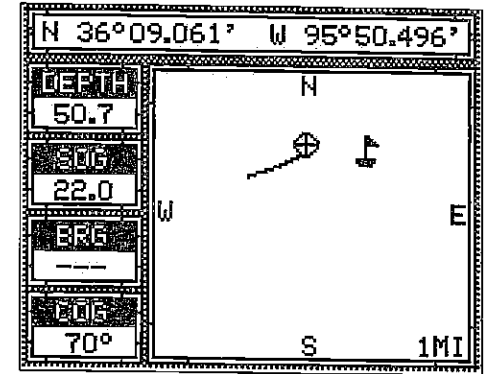 N 36°09.061' W 95°50.496'
DEPTH
50.7
SOG
22.0
BRG
---
COG
70°
N
W
E
S
1MI